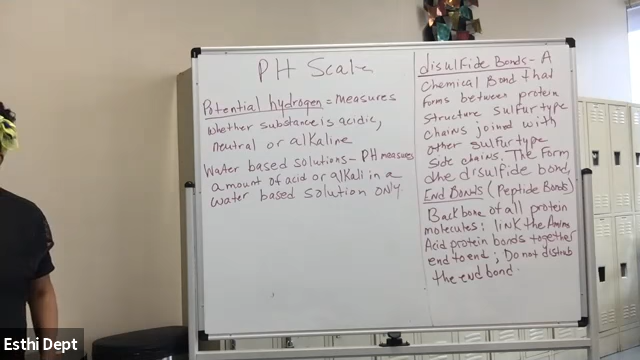 PH Scale
Potential hydrogen = measures
whether substance is acidic,
neutral or alkaline
Water based solutions - PH measures
amount of acid or alkali in a
water based solution ONLY
disulfide Bonds - A
Chemical Bond that
forms between protein
structure sulfur type
chains joined with
other sulfur type
side chains. The form
the disulfide bond,
END BONDS (Peptide Bonds)
Backbone of all protein
molecules: link the Amino
Acid protein bonds together
end to end; Do not disturb
the end bond.
Esthi Dept